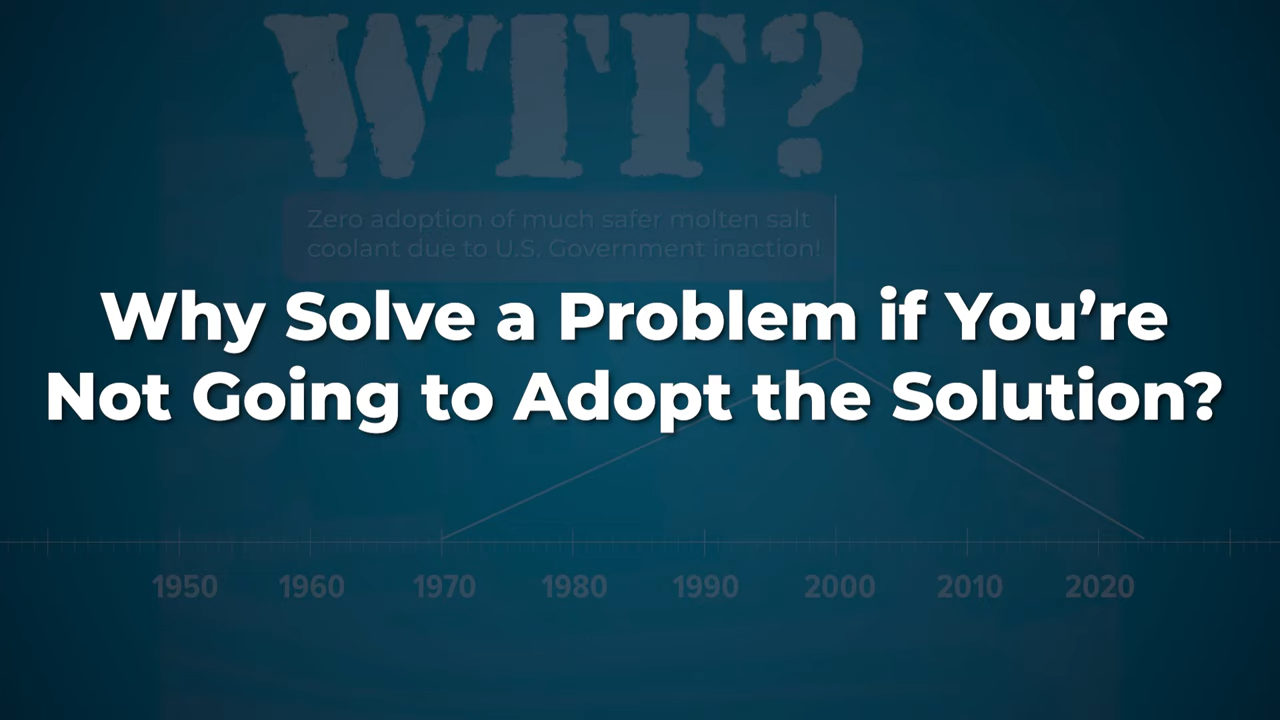 WTF?
Zero adoption of much safer molten salt
coolant due to U.S. Government inaction!
Why Solve a Problem if You’re
Not Going to Adopt the Solution?
1950 1960 1970 1980 1990 2000 2010 2020